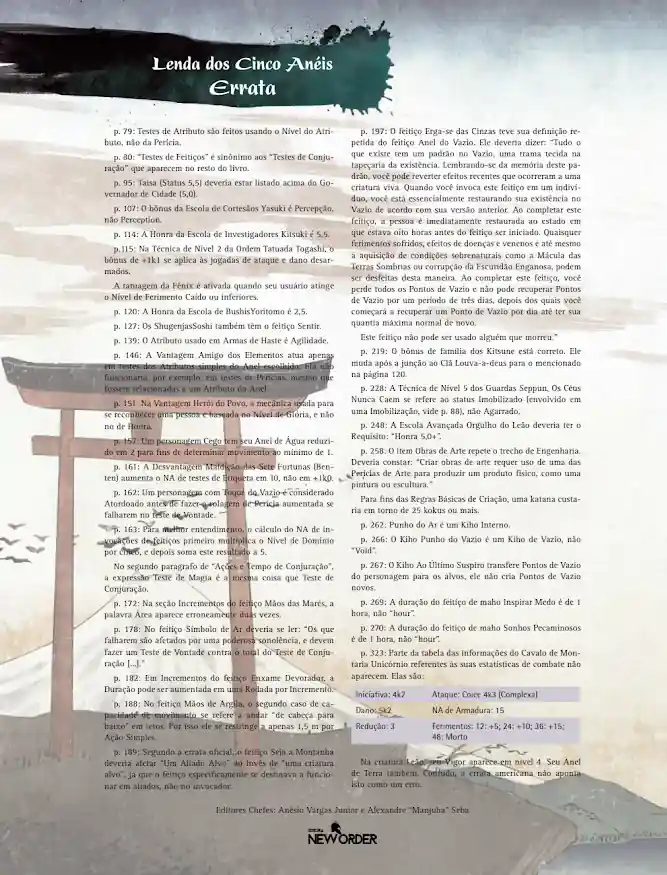 Lenda dos Cinco Anéis
Errata
p. 79: Testes de Atributo são feitos usando o Nível do Atri-
buto, não da Perícia.
p. 80: “Testes de Feitiços” é sinônimo aos “Testes de Conju-
ração” que aparecem no resto do livro.
p. 95: Taisa (Status 5,5) deveria estar listado acima do Go-
vernador de Cidade (5,0).
p. 107: O bônus da Escola de Cortesãos Yasuki é Percepção,
não Perception.
p. 114: A Honra da Escola de Investigadores Kitsuki é 5,5.
p.115: Na Técnica de Nível 2 da Ordem Tatuada Togashi, o
bônus de +1k1 se aplica às jogadas de ataque e dano desar-
mados.
A tatuagem da Fênix é ativada quando seu usuário atinge
o Nível de Ferimento Caído ou inferiores.
p. 120: A Honra da Escola de BushisYoritomo é 2,5.
p. 127: Os ShugenjasSoshi também têm o feitiço Sentir.
p. 139: O Atributo usado em Armas de Haste é Agilidade.
p. 146: A Vantagem Amigo dos Elementos atua apenas
em testes dos Atributos simples do Anel escolhido. Ela não
funcionaria, por exemplo, em testes de Perícias, mesmo que
fossem relacionadas a um Atributo do Anel.
p. 151: Na Vantagem Herói do Povo, a mecânica usada para
se reconhecer uma pessoa é baseada no Nível de Glória, e não
no de Honra.
p. 157: Um personagem Cego tem seu Anel de Água reduzi-
do em 2 para fins de determinar movimento ao mínimo de 1.
p. 161: A Desvantagem Maldição das Sete Fortunas (Ben-
ten) aumenta o NA de testes de Etiqueta em 10, não em +1k0.
p. 162: Um personagem com Toque do Vazio é considerado
Atordoado antes de fazer a rolagem de Perícia aumentada se
falharem no teste de Vontade.
p. 163: Para melhor entendimento, o cálculo do NA de in-
vocações de feitiços primeiro multiplica o Nível de Domínio
por cinco, e depois soma este resultado a 5.
No segundo paragrafo de “Ações e Tempo de Conjuração”,
a expressão Teste de Magia é a mesma coisa que Teste de
Conjuração.
p. 172: Na seção Incrementos do feitiço Mãos das Marés, a
palavra Área aparece erroneamente duas vezes.
p. 178: No feitiço Símbolo de Ar deveria se ler: “Os que
falharem são afetados por uma poderosa sonolência, e devem
fazer um Teste de Vontade contra o total do Teste de Conju-
ração [...].”
p. 182: Em Incrementos do feitiço Enxame Devorador, a
Duração pode ser aumentada em uma Rodada por Incremento.
p. 188: No feitiço Mãos de Argila, o segundo caso de ca-
pacidade de movimento se refere a andar “de cabeça para
baixo” em tetos. Por isso ele se restringe a apenas 1,5 m por
Ação Simples.
p. 189: Segundo a errata oficial, o feitiço Seja a Montanha
deveria afetar “Um Aliado Alvo” ao invés de “uma criatura
alvo”, já que o feitiço especificamente se destinava a funcio-
nar em aliados, não no invocador.
p. 197: O feitiço Erga-se das Cinzas teve sua definição re-
petida do feitiço Anel do Vazio. Ele deveria dizer: “Tudo o
que existe tem um padrão no Vazio, uma trama tecida na
tapeçaria da existência. Lembrando-se da memória deste pa-
drão, você pode reverter efeitos recentes que ocorreram a uma
criatura viva. Quando você invoca este feitiço em um indiví-
duo, você está essencialmente restaurando sua existência no
Vazio de acordo com sua versão anterior. Ao completar este
feitiço, a pessoa é imediatamente restaurada ao estado em
que estava oito horas antes do feitiço ser iniciado. Quaisquer
ferimentos sofridos, efeitos de doenças e venenos e até mesmo
a aquisição de condições sobrenaturais como a Mácula das
Terras Sombrias ou corrupção da Escuridão Enganosa, podem
ser desfeitas desta maneira. Ao completar este feitiço, você
perde todos os Pontos de Vazio e não pode recuperar Pontos
de Vazio por um período de três dias, depois dos quais você
começará a recuperar um Ponto de Vazio por dia até ter sua
quantia máxima normal de novo.
Este feitiço não pode ser usado alguém que morreu.”
p. 219: O bônus de família dos Kitsune está correto. Ele
muda após a junção ao Clã Louva-a-deus para o mencionado
na página 120.
p. 228: A Técnica de Nível 5 dos Guardas Seppun, Os Céus
Nunca Caem se refere ao status Imobilizado (envolvido em
uma Imobilização, vide p. 88), não Agarrado.
p. 248: A Escola Avançada Orgulho do Leão deveria ter o
Requisito: “Honra 5,0+”.
p. 258: O item Obras de Arte repete o trecho de Engenharia.
Deveria constar: “Criar obras de arte requer uso de uma das
Perícias de Arte para produzir um produto físico, como uma
pintura ou escultura.”
Para fins das Regras Básicas de Criação, uma katana custa-
ria em torno de 25 kokus ou mais.
p. 262: Punho do Ar é um Kiho Interno.
p. 266: O Kiho Punho do Vazio é um Kiho de Vazio, não
“Void”.
p. 267: O Kiho Ao Último Suspiro transfere Pontos de Vazio
do personagem para os alvos, ele não cria Pontos de Vazio
novos.
p. 269: A duração do feitiço de maho Inspirar Medo é de 1
hora, não “hour”.
p. 270: A duração do feitiço de maho Sonhos Pecaminosos
é de 1 hora, não “hour”.
p. 323: Parte da tabela das informações do Cavalo de Mon-
taria Unicórnio referentes às suas estatísticas de combate não
aparecem. Elas são:
Iniciativa: 4k2 Ataque: Coice 4k3 (Complexa)
Dano: 5k2 NA de Armadura: 15
Redução: 3 Ferimentos: 12: +5; 24: +10; 36: +15;
48: Morto
Na criatura Leão, seu Vigor aparece em nível 4. Seu Anel
de Terra também. Contudo, a errata americana não aponta
isto como um erro.
Editores Chefes: Anésio Vargas Junior e Alexandre “Manjuba” Seba
EDITORA
NEWORDER